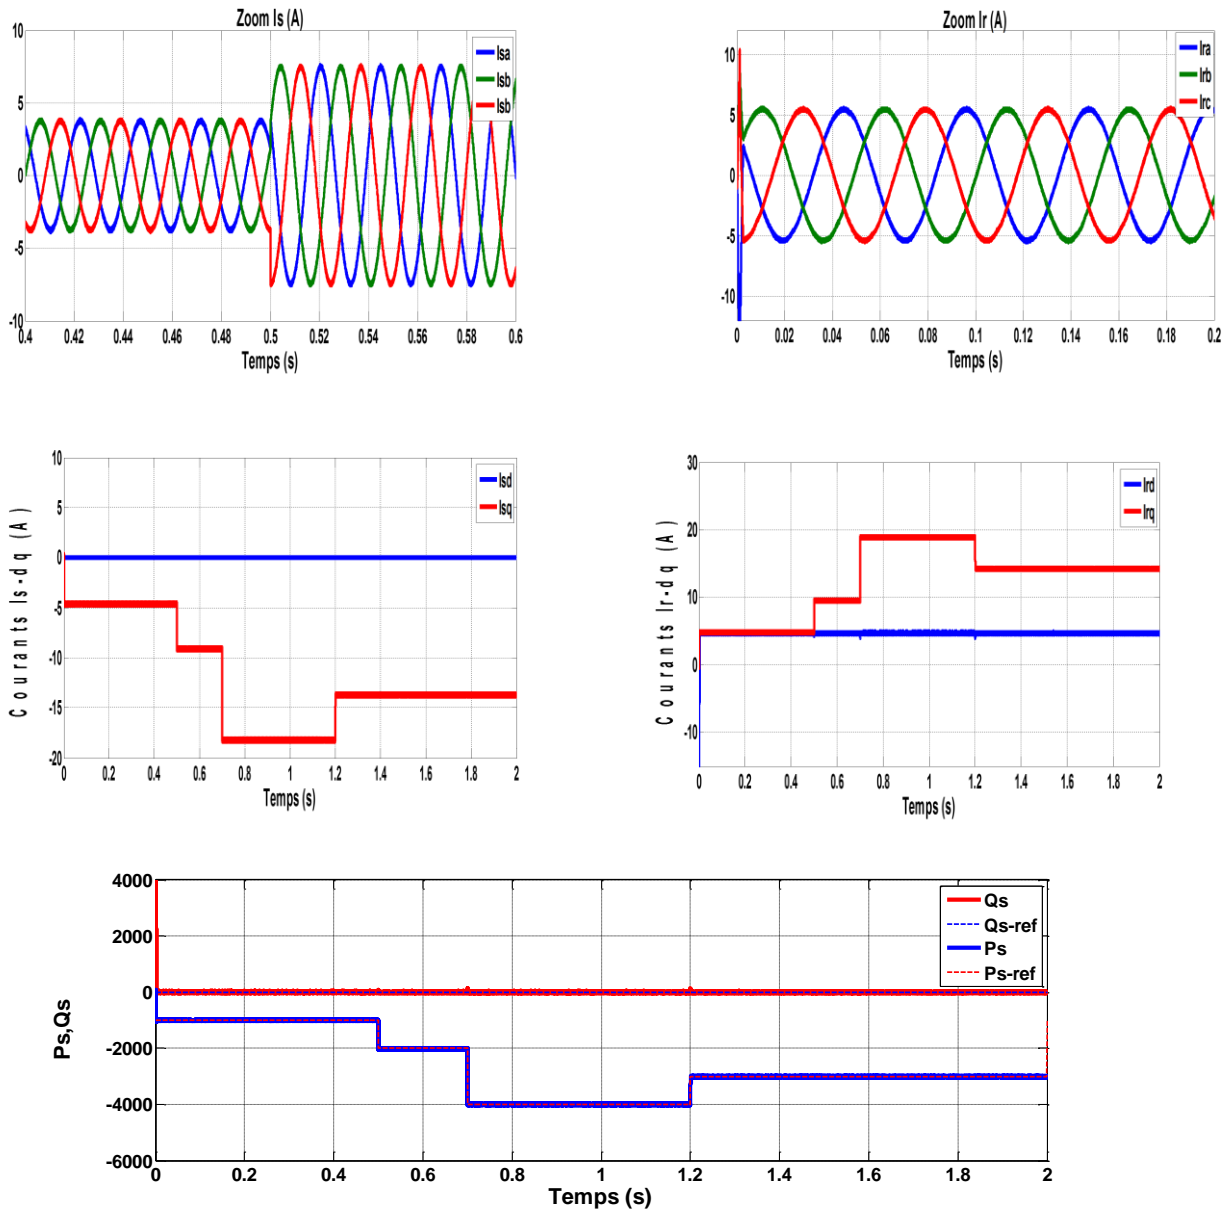 Zoom Is (A)
10
5
0
-5
-10
Isa
Isb
Isb
0.4 0.42 0.44 0.46 0.48 0.5 0.52 0.54 0.56 0.58 0.6
Temps (s)
Zoom Ir (A)
10
5
0
-5
-10
Ira
Irb
Irc
0 0.02 0.04 0.06 0.08 0.1 0.12 0.14 0.16 0.18 0.2
Temps (s)
Courants Is-dq (A)
10
5
0
-5
-10
-15
-20
Isd
Isq
0 0.2 0.4 0.6 0.8 1 1.2 1.4 1.6 1.8 2
Temps (s)
Courants Ir-dq (A)
30
20
10
0
-10
Ird
Irq
0 0.2 0.4 0.6 0.8 1 1.2 1.4 1.6 1.8 2
Temps (s)
Ps,Qs
4000
2000
0
-2000
-4000
-6000
Qs
Qs-ref
Ps
Ps-ref
0 0.2 0.4 0.6 0.8 1 1.2 1.4 1.6 1.8 2
Temps (s)